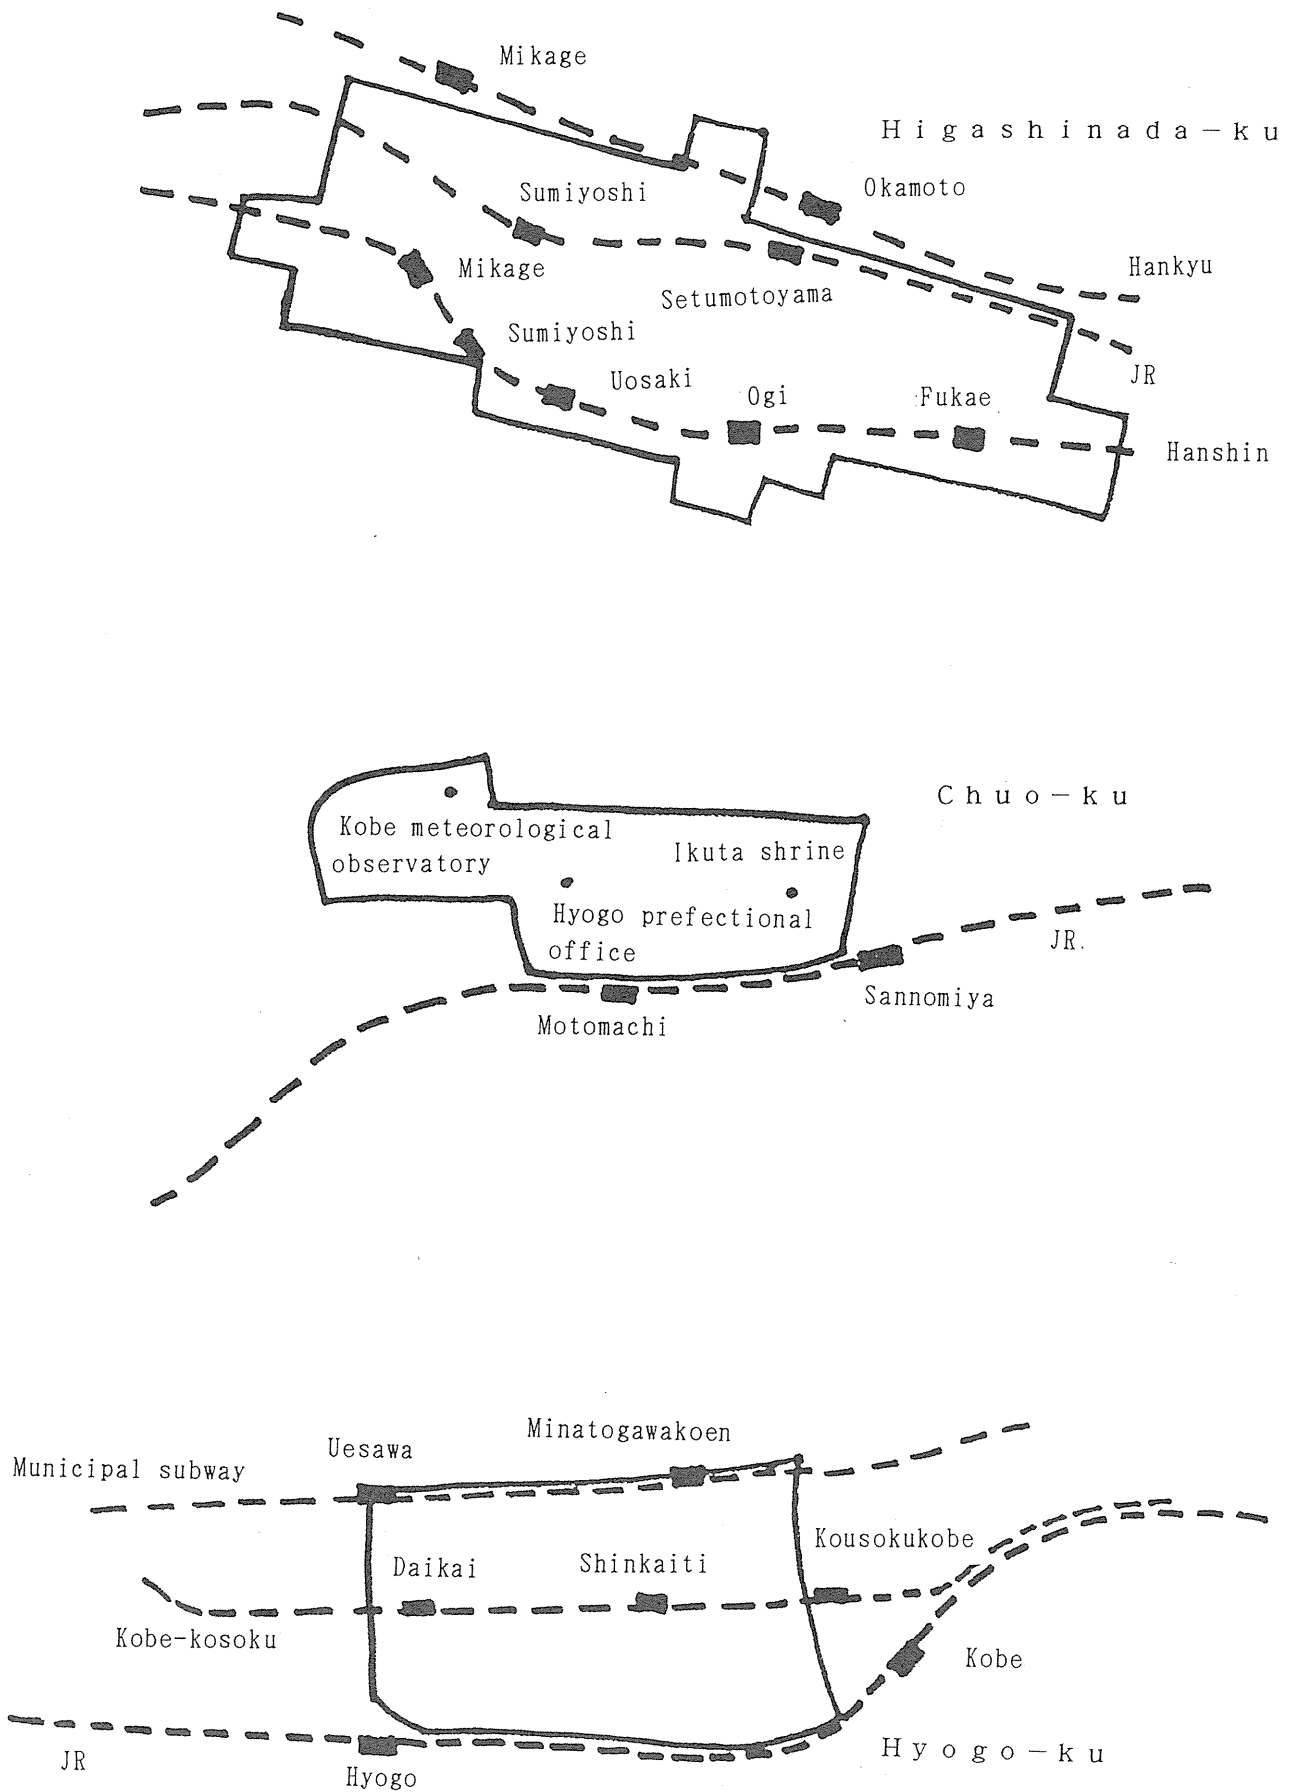 Mikage
Higashinada-ku
Okamoto
Sumiyoshi
Mikage
Hankyu
Setumotoyama
Sumiyoshi
JR
Uosaki
Ogi
Fukae
Hanshin
Chuo-ku
Kobe meteorological
observatory
Ikuta shrine
Hyogo prefectional
office
JR.
Sannomiya
Motomachi
Minatogawakoen
Uesawa
Municipal subway
Kousokukobe
Daikai
Shinkaiti
Kobe-kosoku
Kobe
Hyogo-ku
JR
Hyogo